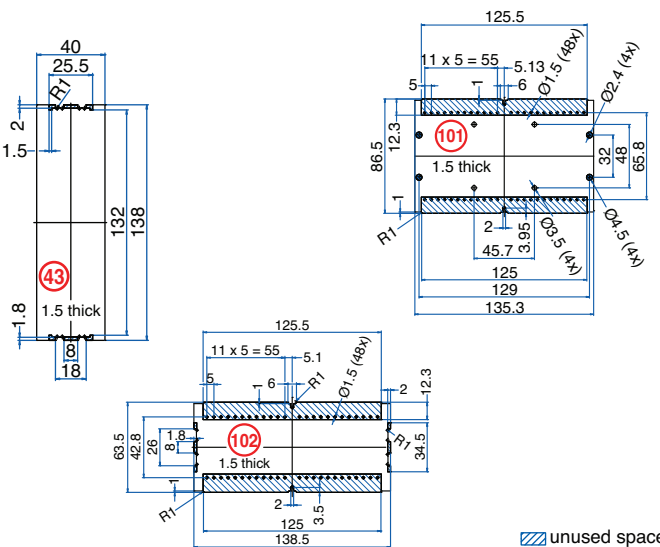 40
25.5
R1
2
1.5
132
138
43
1.5 thick
1.8
8
18
125.5
11 x 5 = 55
5.13
5
1
6
Ø1.5 (48x)
Ø2.4 (4x)
86.5
12.3
101
1.5 thick
32
48
65.8
1
R1
2
3.95
Ø3.5 (4x)
Ø4.5 (4x)
45.7
125
129
135.3
125.5
11 x 5 = 55
5.1
5
1
6
R1
Ø1.5 (48x)
2
12.3
63.5
42.8
26
8
1.8
102
1.5 thick
R1
34.5
1
R1
2
3.5
125
138.5
unused space